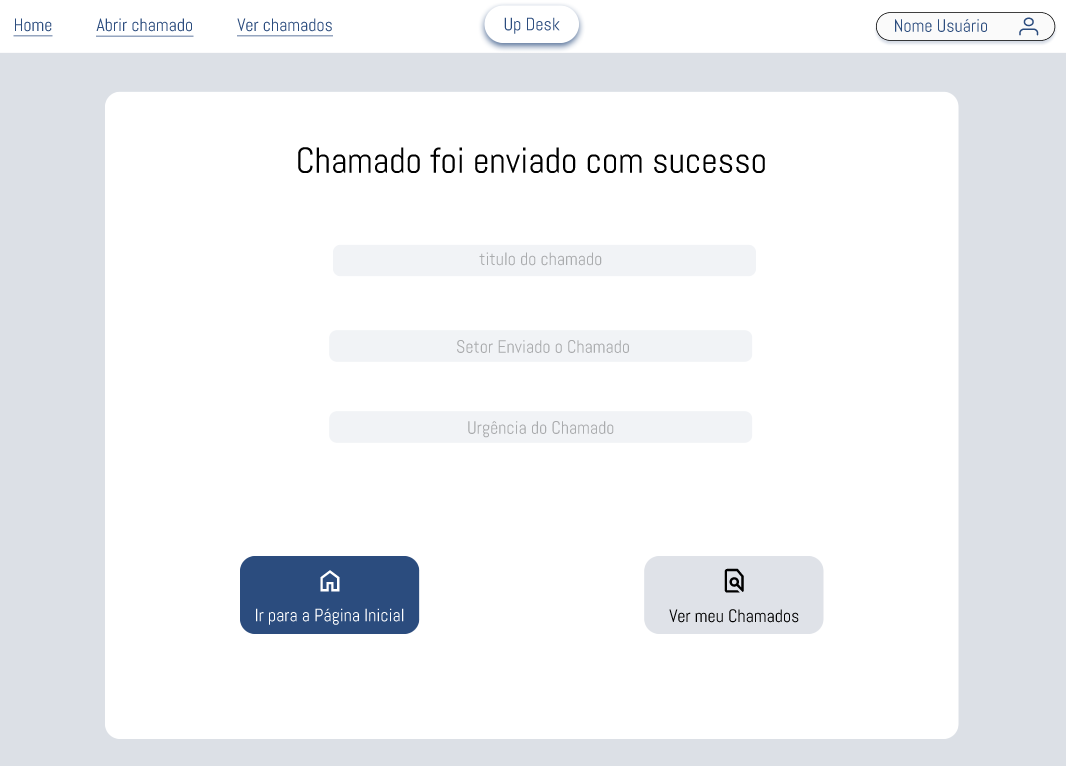 Home
Abrir chamado
Ver chamados
Up Desk
Nome Usuário
Chamado foi enviado com sucesso
titulo do chamado
Setor Enviado o Chamado
Urgência do Chamado
Ir para a Página Inicial
Ver meu Chamados